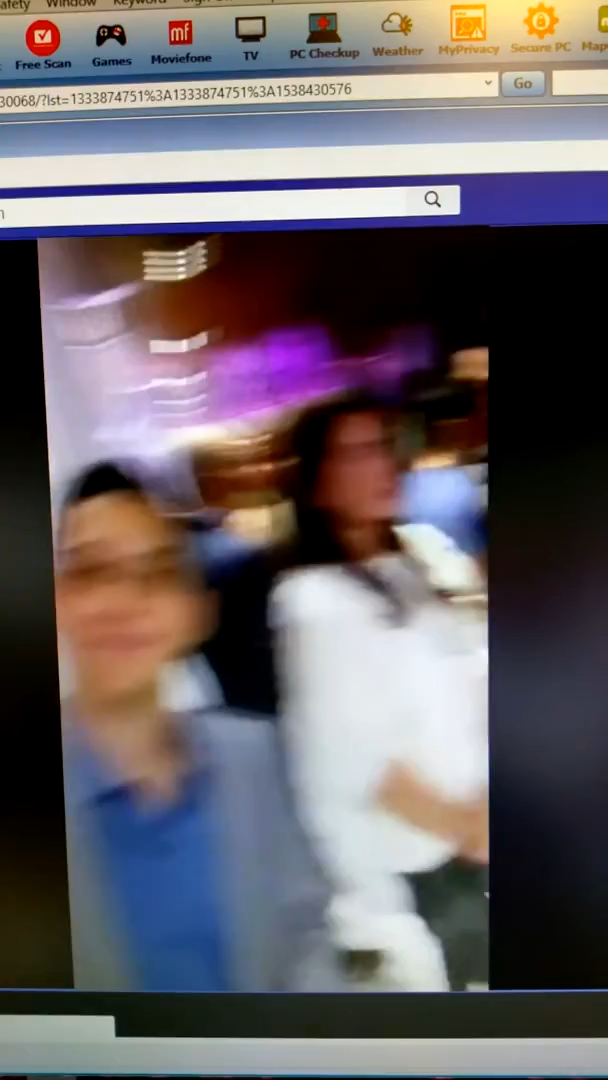 afety Window Keyword
mf
Free Scan Games Moviefone TV PC Checkup Weather MyPrivacy Secure PC Map
30068/?lst=1333874751%3A1333874751%3A1538430576 Go